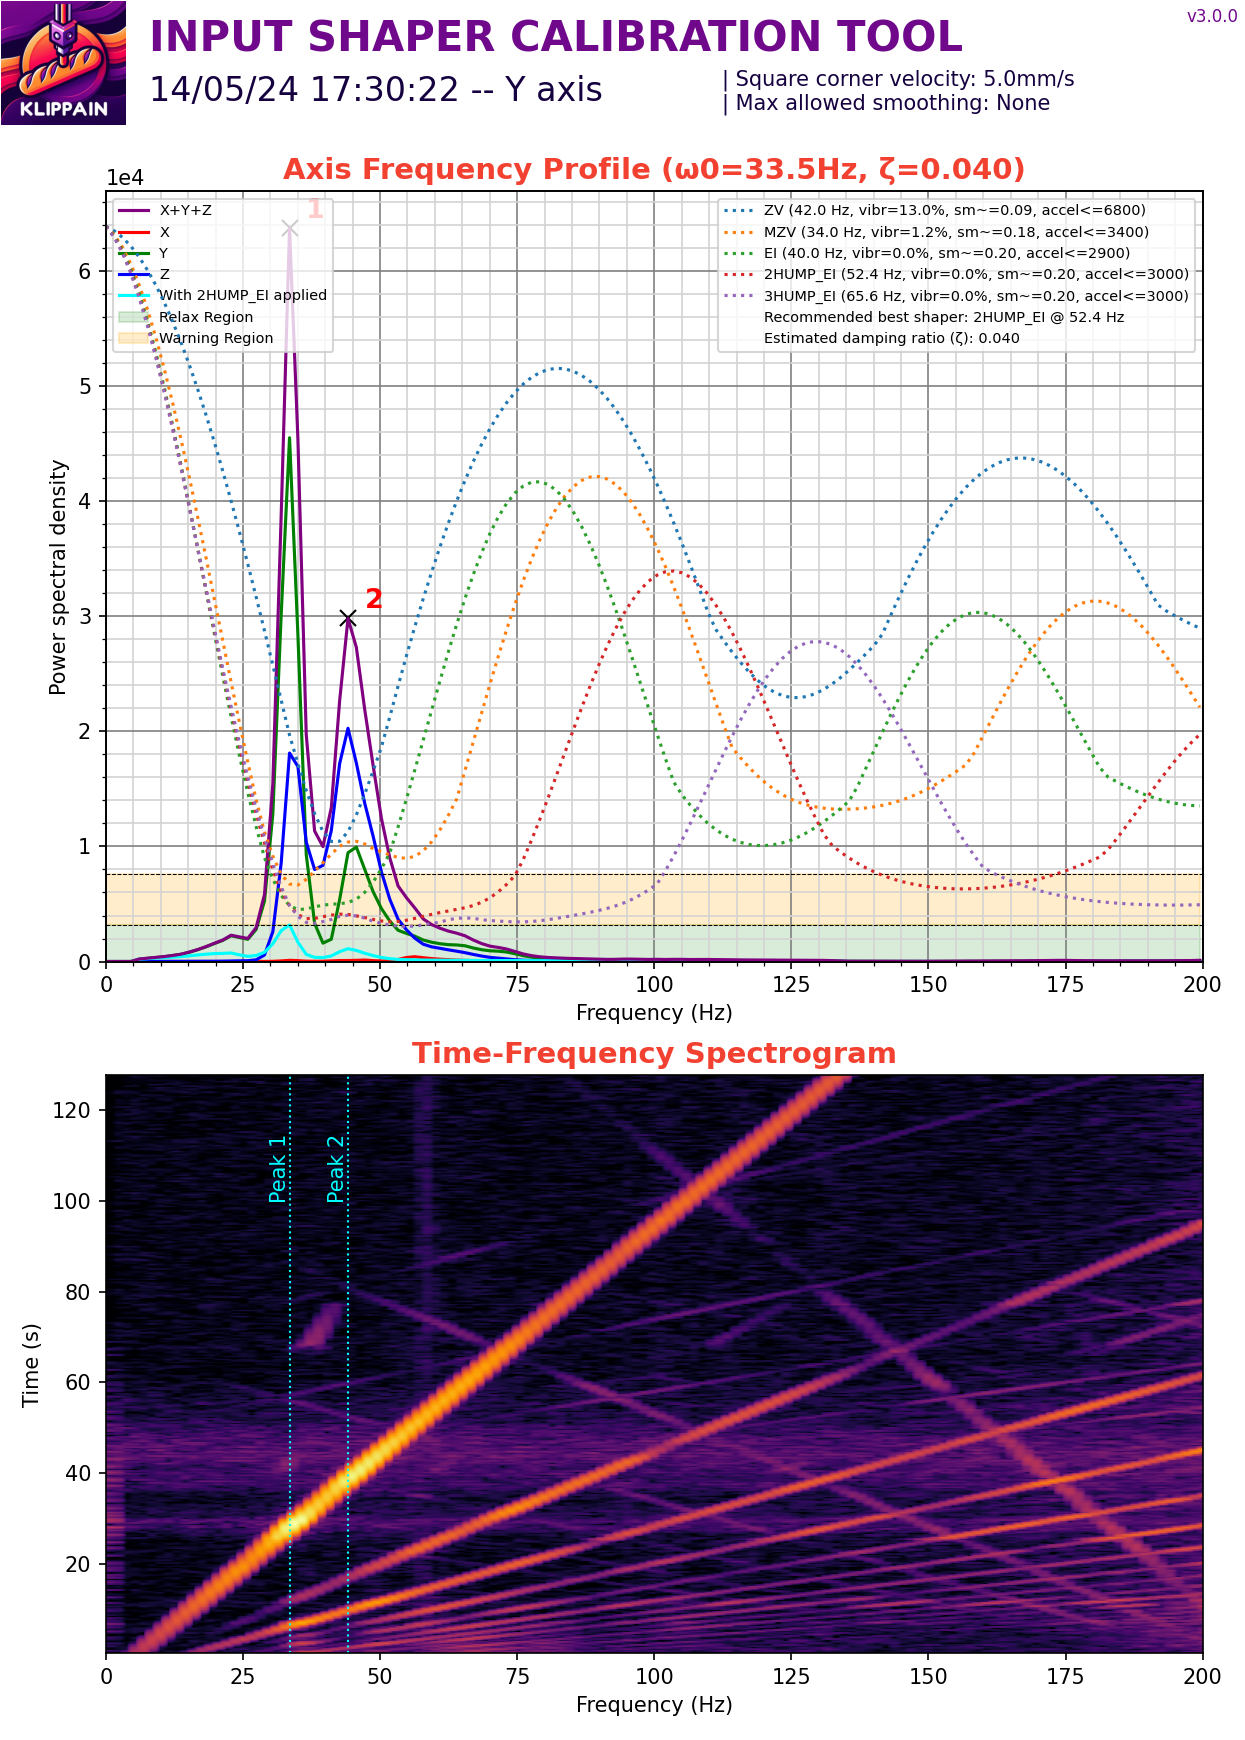 v3.0.0
INPUT SHAPER CALIBRATION TOOL
14/05/24 17:30:22 -- Y axis
| Square corner velocity: 5.0mm/s
| Max allowed smoothing: None
KLIPPAIN
Axis Frequency Profile (ω0=33.5Hz, ζ=0.040)
1e4
X+Y+Z
X
Y
Z
With 2HUMP_EI applied
Relax Region
Warning Region
1
2
ZV (42.0 Hz, vibr=13.0%, sm~=0.09, accel<=6800)
MZV (34.0 Hz, vibr=1.2%, sm~=0.18, accel<=3400)
EI (40.0 Hz, vibr=0.0%, sm~=0.20, accel<=2900)
2HUMP_EI (52.4 Hz, vibr=0.0%, sm~=0.20, accel<=3000)
3HUMP_EI (65.6 Hz, vibr=0.0%, sm~=0.20, accel<=3000)
Recommended best shaper: 2HUMP_EI @ 52.4 Hz
Estimated damping ratio (ζ): 0.040
Power spectral density
6
5
4
3
2
1
0
0 25 50 75 100 125 150 175 200
Frequency (Hz)
Time-Frequency Spectrogram
Time (s)
120
100
80
60
40
20
Peak 1
Peak 2
0 25 50 75 100 125 150 175 200
Frequency (Hz)